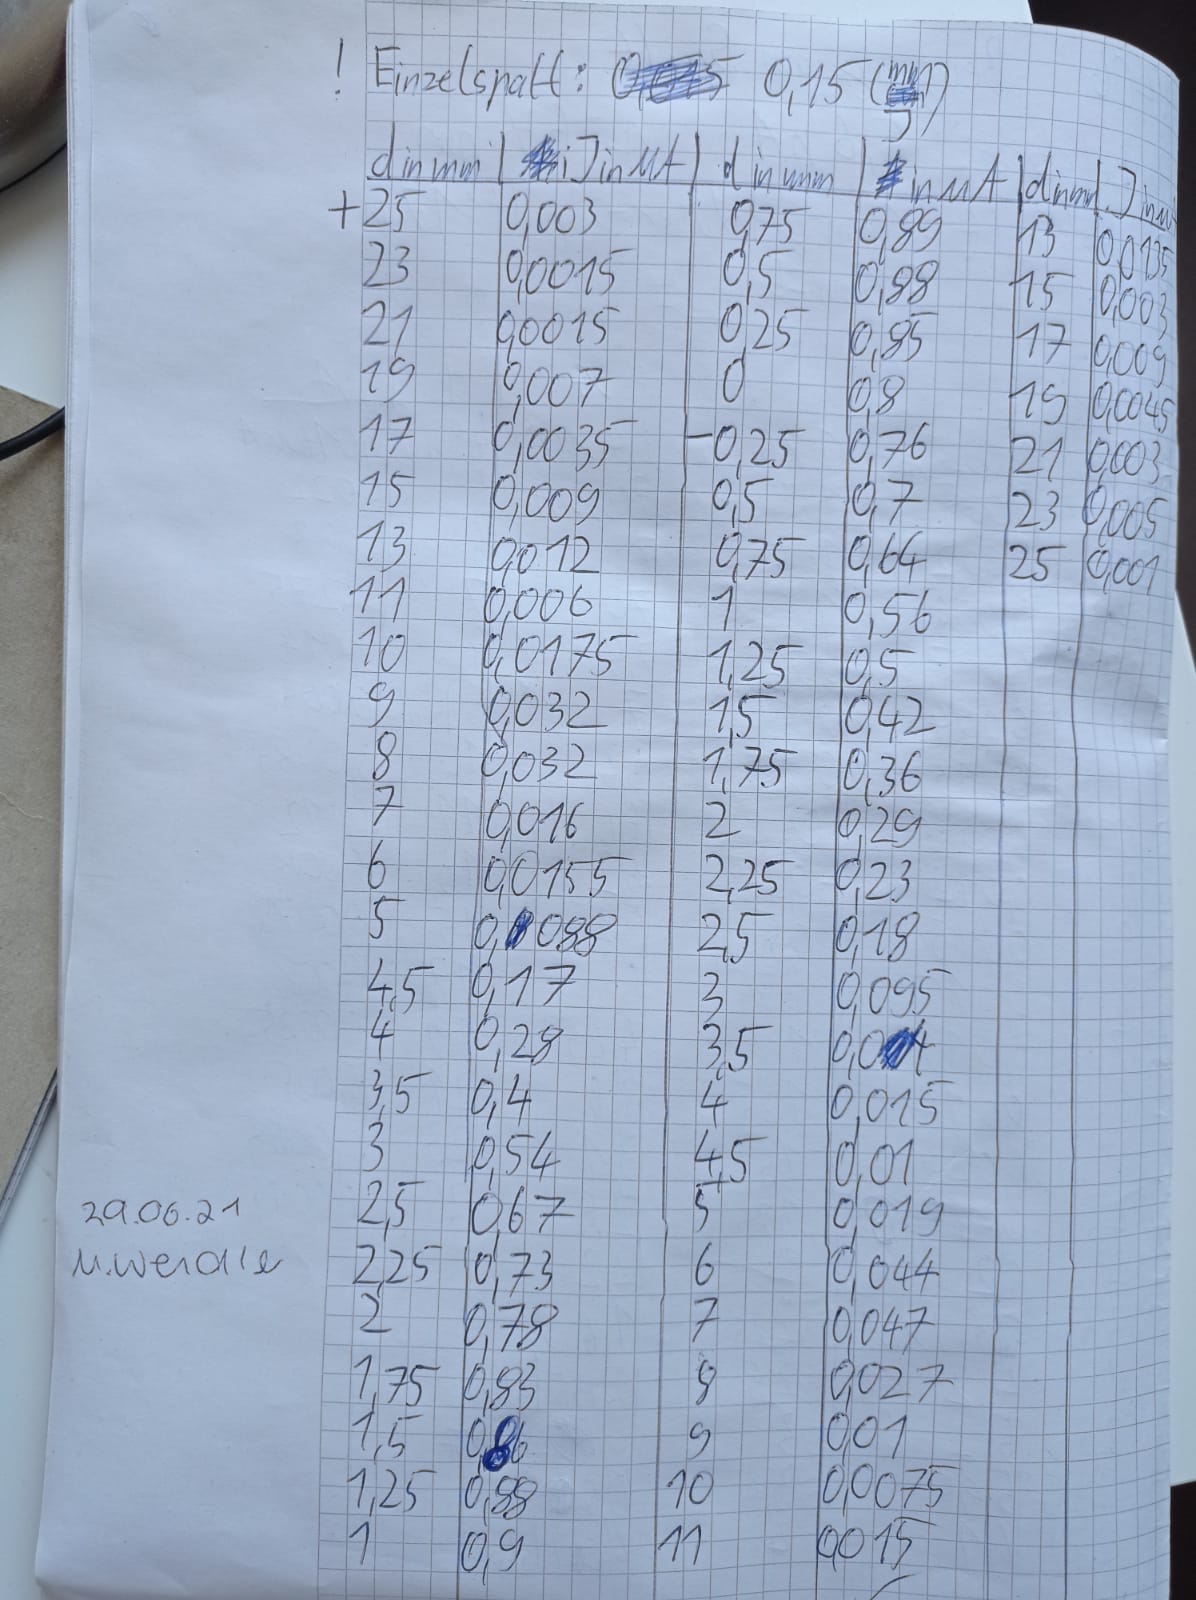 ! Einzelspalt: 0,15 (mm)
d in mm | J in μA | d in mm | J in μA | d in mm | J in μA
+25 0,003 0,75 0,89 13 0,0135
23 0,0015 0,5 0,88 15 0,003
21 0,0015 0,25 0,85 17 0,009
19 0,007 0 0,8 19 0,0045
17 0,0035 -0,25 0,76 21 0,003
15 0,009 0,5 0,7 23 0,005
13 0,012 0,75 0,64 25 0,001
11 0,006 1 0,56
10 0,0175 1,25 0,5
9 0,032 1,5 0,42
8 0,032 1,75 0,36
7 0,016 2 0,29
6 0,0155 2,25 0,23
5 0,088 2,5 0,18
4,5 0,17 3 0,095
4 0,28 3,5 0,04
3,5 0,4 4 0,015
3 0,54 4,5 0,01
2,5 0,67 5 0,019
2,25 0,73 6 0,044
2 0,78 7 0,047
1,75 0,83 8 0,027
1,5 0,86 9 0,01
1,25 0,88 10 0,0075
1 0,9 11 0,015
29.06.21